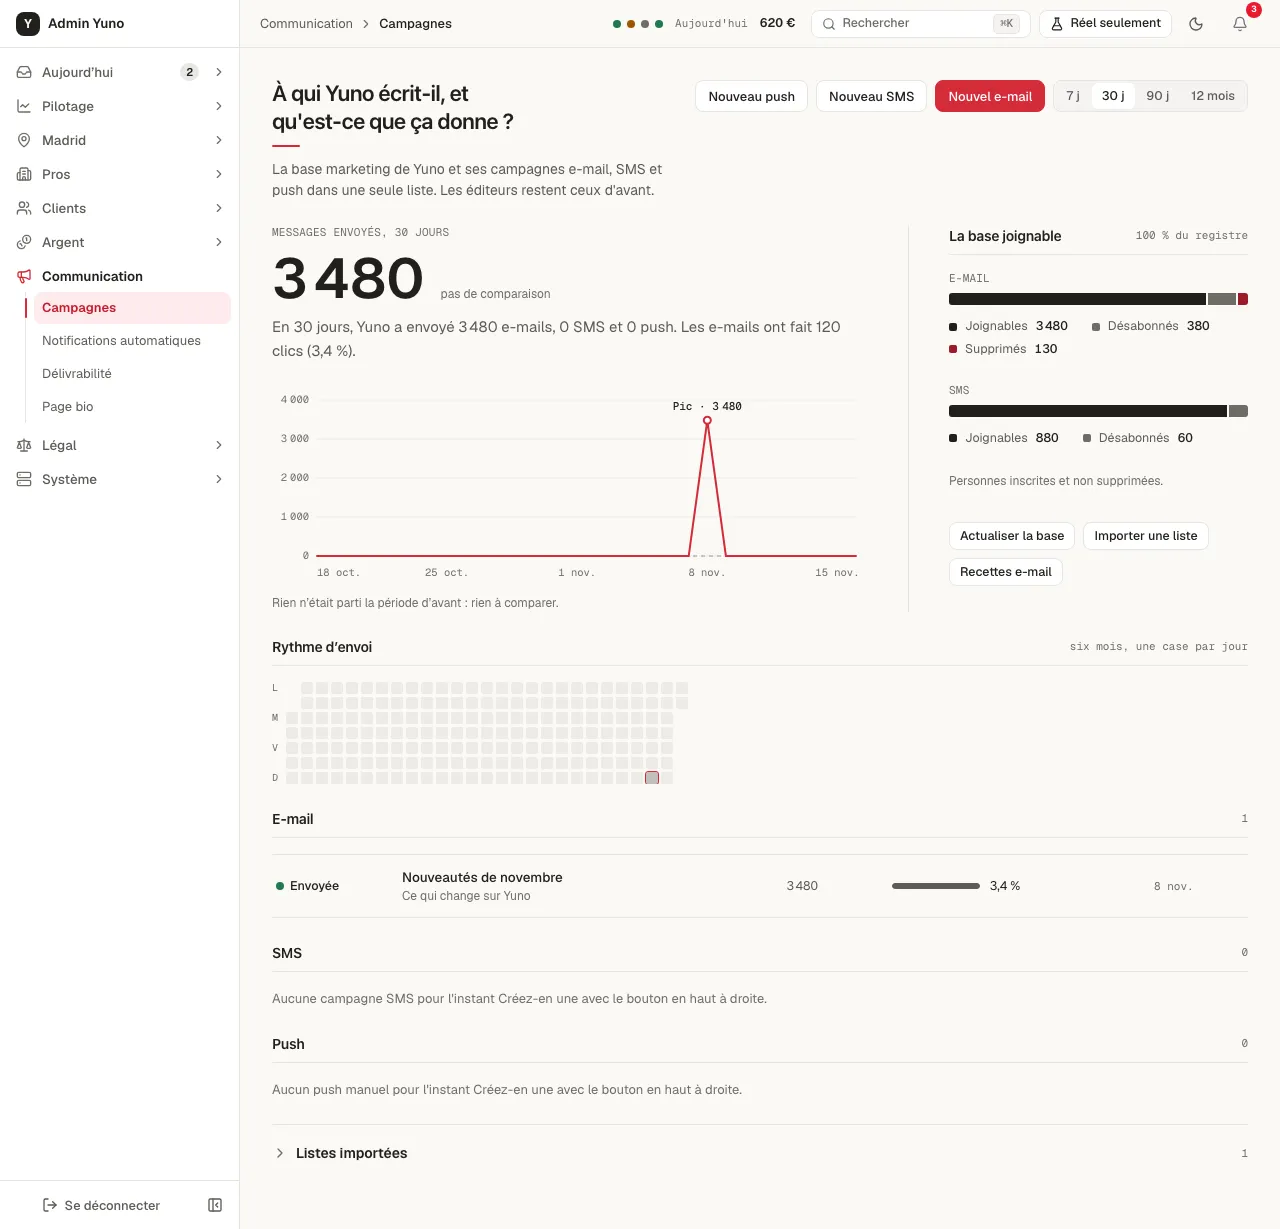 Y Admin Yuno
Communication > Campagnes
Aujourd'hui 620 €
Rechercher ⌘K
Réel seulement
3
Aujourd'hui 2
Pilotage
Madrid
Pros
Clients
Argent
Communication
Campagnes
Notifications automatiques
Délivrabilité
Page bio
Légal
Système
Se déconnecter
À qui Yuno écrit-il, et
qu'est-ce que ça donne ?
Nouveau push
Nouveau SMS
Nouvel e-mail
7 j 30 j 90 j 12 mois
La base marketing de Yuno et ses campagnes e-mail, SMS et
push dans une seule liste. Les éditeurs restent ceux d'avant.
MESSAGES ENVOYÉS, 30 JOURS
3 480 pas de comparaison
En 30 jours, Yuno a envoyé 3 480 e-mails, 0 SMS et 0 push. Les e-mails ont fait 120
clics (3,4 %).
4 000
3 000
2 000
1 000
0
Pic · 3 480
18 oct. 25 oct. 1 nov. 8 nov. 15 nov.
Rien n'était parti la période d'avant : rien à comparer.
La base joignable 100 % du registre
E-MAIL
Joignables 3 480 Désabonnés 380
Supprimés 130
SMS
Joignables 880 Désabonnés 60
Personnes inscrites et non supprimées.
Actualiser la base
Importer une liste
Recettes e-mail
Rythme d'envoi six mois, une case par jour
L
M
V
D
E-mail 1
Envoyée Nouveautés de novembre 3 480 3,4 % 8 nov.
Ce qui change sur Yuno
SMS 0
Aucune campagne SMS pour l'instant Créez-en une avec le bouton en haut à droite.
Push 0
Aucun push manuel pour l'instant Créez-en une avec le bouton en haut à droite.
Listes importées 1